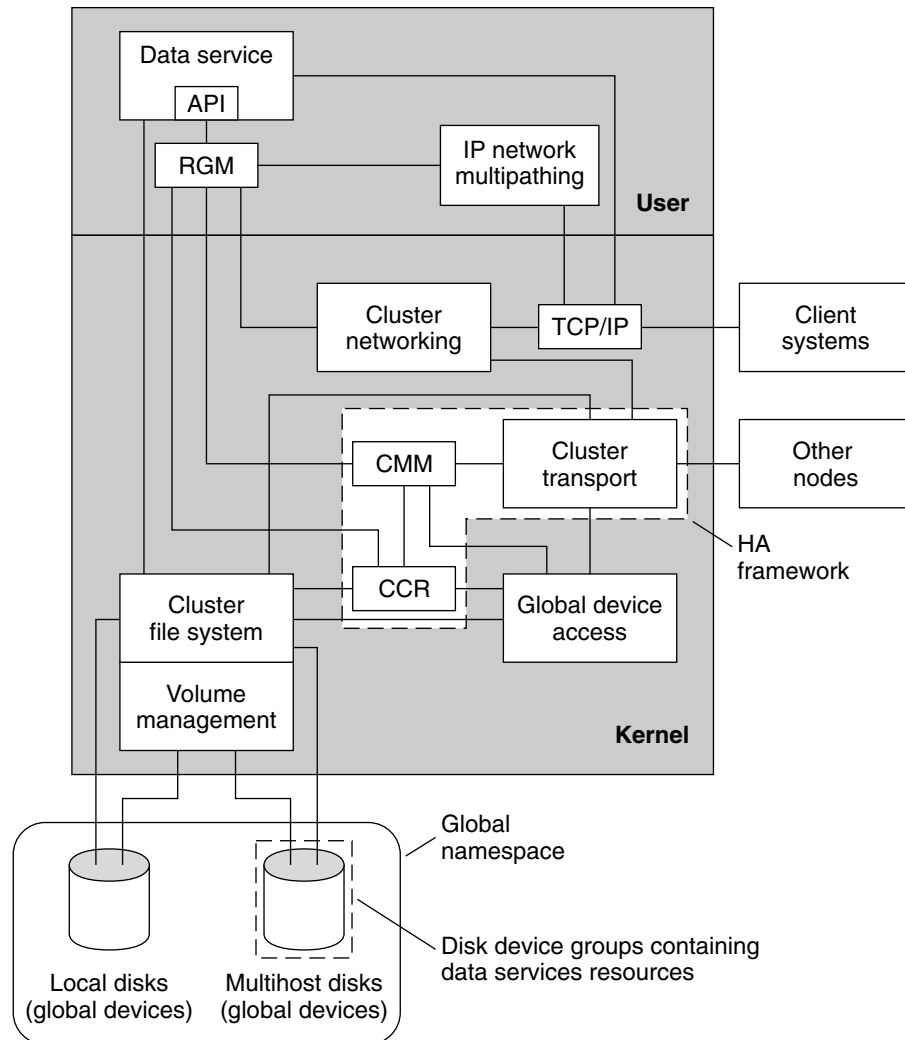 Data service
API
RGM
IP network
multipathing
User
Cluster
networking
TCP/IP
Client
systems
CMM
Cluster
transport
Other
nodes
HA
framework
CCR
Cluster
file system
Global device
access
Volume
management
Kernel
Global
namespace
Disk device groups containing
data services resources
Local disks
(global devices)
Multihost disks
(global devices)